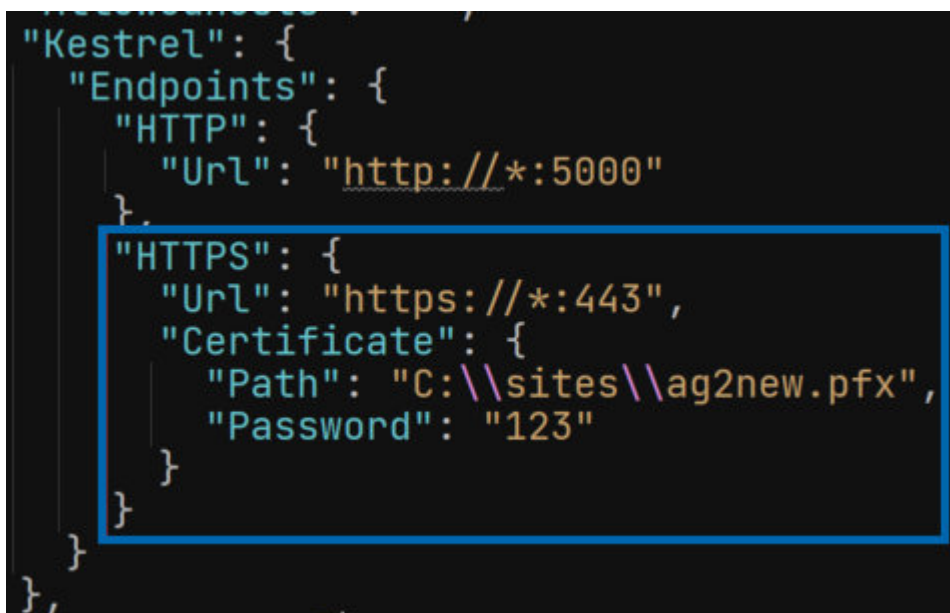 "Kestrel": {
"Endpoints": {
"HTTP": {
"Url": "http://*:5000"
},
"HTTPS": {
"Url": "https://*:443",
"Certificate": {
"Path": "C:\\sites\\ag2new.pfx",
"Password": "123"
}
}
}
},